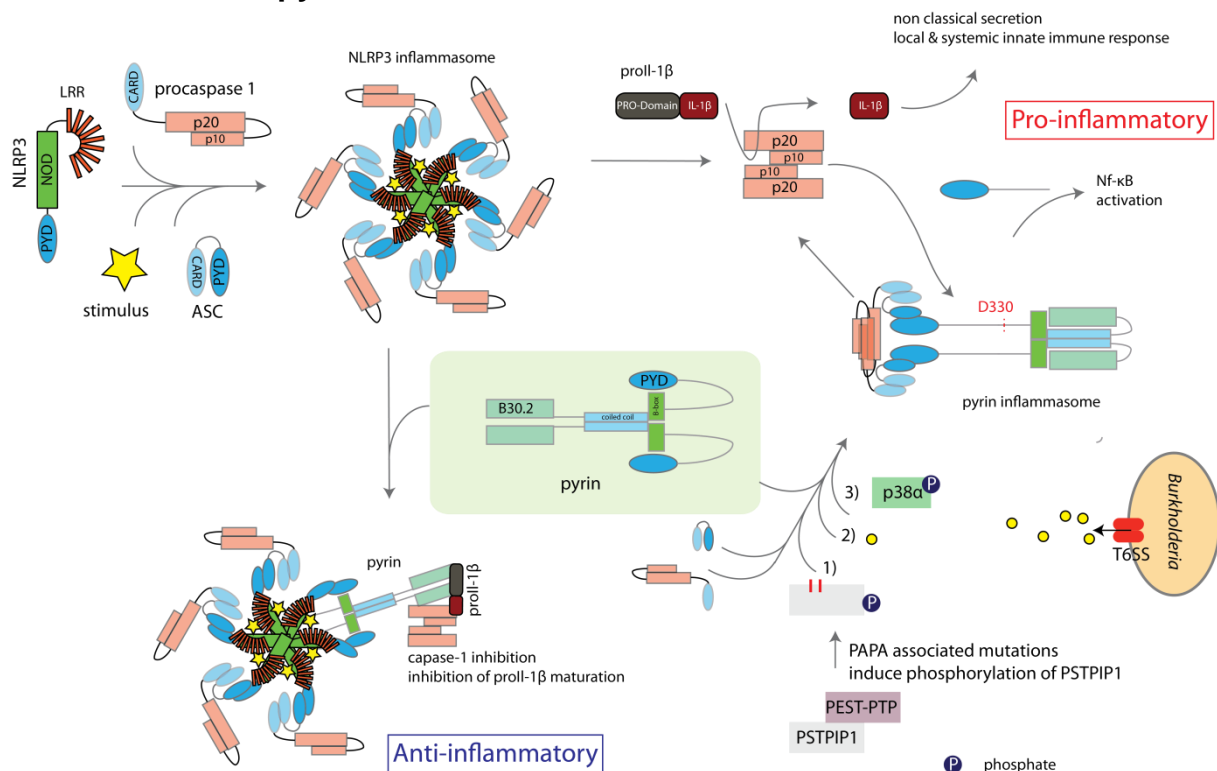 non classical secretion
local & systemic innate immune response
NLRP3 inflammasome
LRR
CARD
procaspase 1
p20
p10
NLRP3
NOD
PYD
stimulus
CARD
PYD
ASC
proIl-1β
PRO-Domain
IL-1β
IL-1β
p20
p10
p10
p20
Pro-inflammatory
Nf-κB
activation
D330
pyrin inflammasome
PYD
B30.2
coiled coil
B-box
pyrin
3)
p38α
P
2)
1)
P
Burkholderia
T6SS
pyrin
proIl-1β
capase-1 inhibition
inhibition of proIl-1β maturation
Anti-inflammatory
PAPA associated mutations
induce phosphorylation of PSTPIP1
PEST-PTP
PSTPIP1
P phosphate